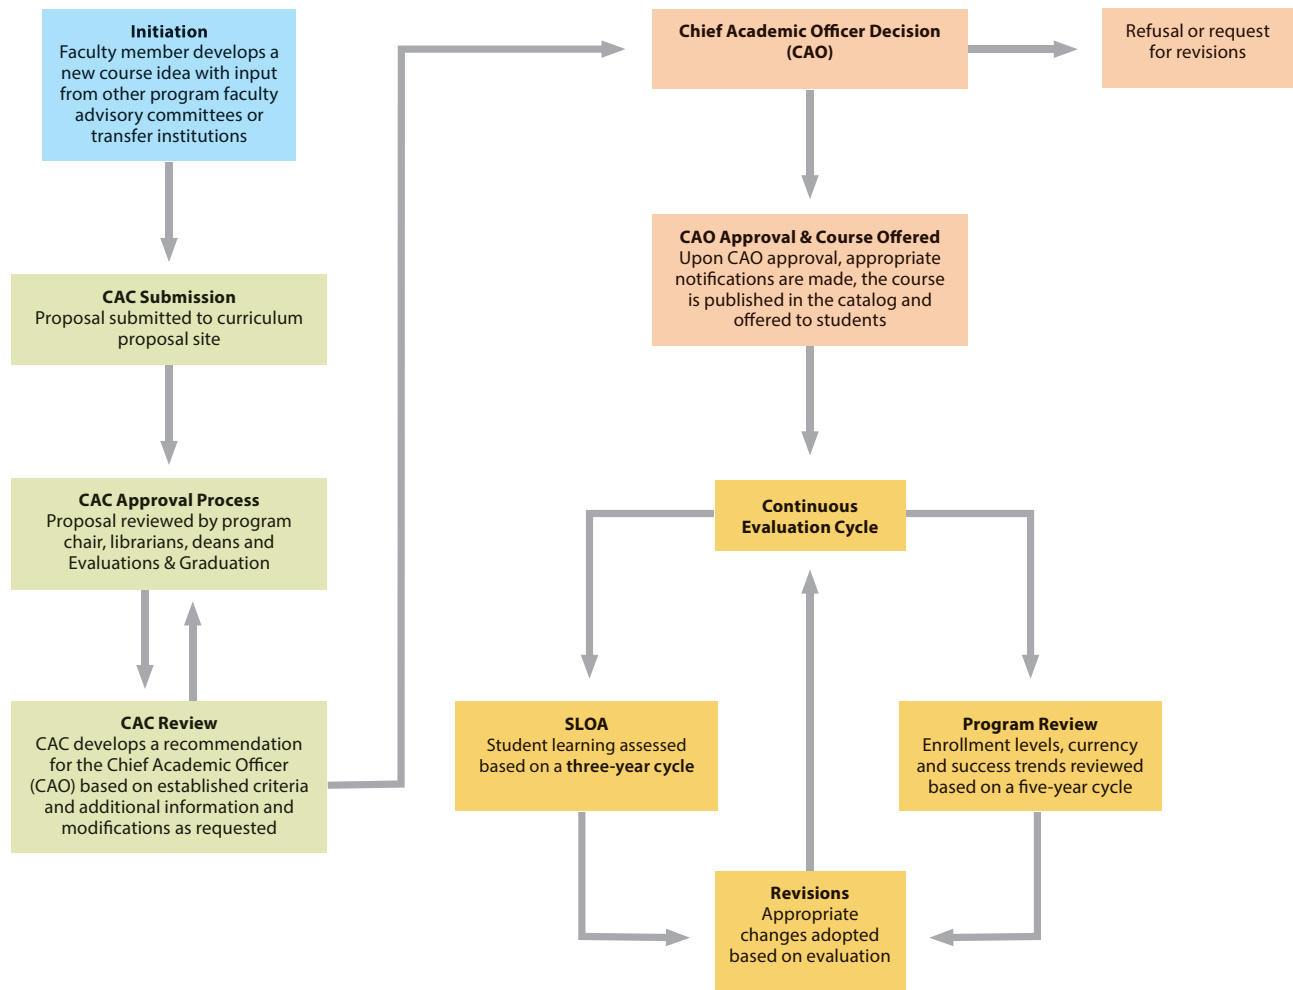 Initiation
Faculty member develops a
new course idea with input
from other program faculty
advisory committees or
transfer institutions
CAC Submission
Proposal submitted to curriculum
proposal site
CAC Approval Process
Proposal reviewed by program
chair, librarians, deans and
Evaluations & Graduation
CAC Review
CAC develops a recommendation
for the Chief Academic Officer
(CAO) based on established criteria
and additional information and
modifications as requested
Chief Academic Officer Decision
(CAO)
Refusal or request
for revisions
CAO Approval & Course Offered
Upon CAO approval, appropriate
notifications are made, the course
is published in the catalog and
offered to students
Continuous
Evaluation Cycle
SLOA
Student learning assessed
based on a three-year cycle
Program Review
Enrollment levels, currency
and success trends reviewed
based on a five-year cycle
Revisions
Appropriate
changes adopted
based on evaluation